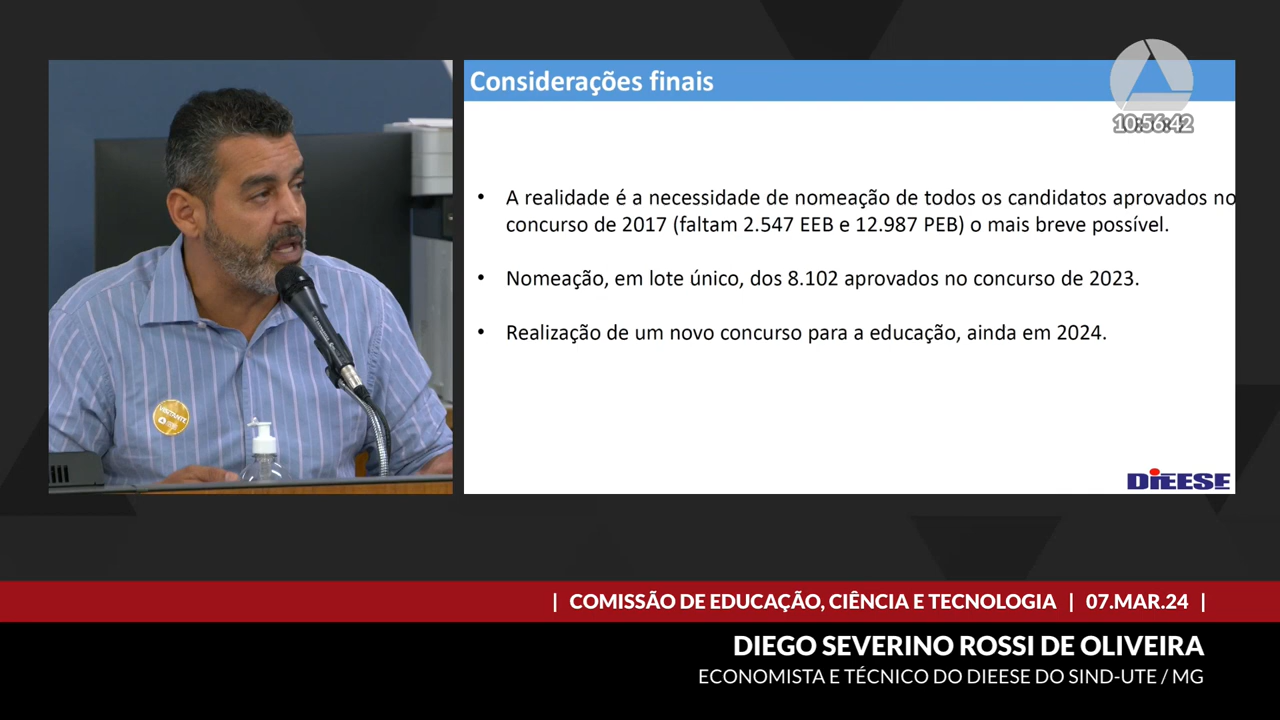 Considerações finais
10:56:42
• A realidade é a necessidade de nomeação de todos os candidatos aprovados no
concurso de 2017 (faltam 2.547 EEB e 12.987 PEB) o mais breve possível.
• Nomeação, em lote único, dos 8.102 aprovados no concurso de 2023.
• Realização de um novo concurso para a educação, ainda em 2024.
VISITANTE
DIEESE
| COMISSÃO DE EDUCAÇÃO, CIÊNCIA E TECNOLOGIA | 07.MAR.24 |
DIEGO SEVERINO ROSSI DE OLIVEIRA
ECONOMISTA E TÉCNICO DO DIEESE DO SIND-UTE / MG